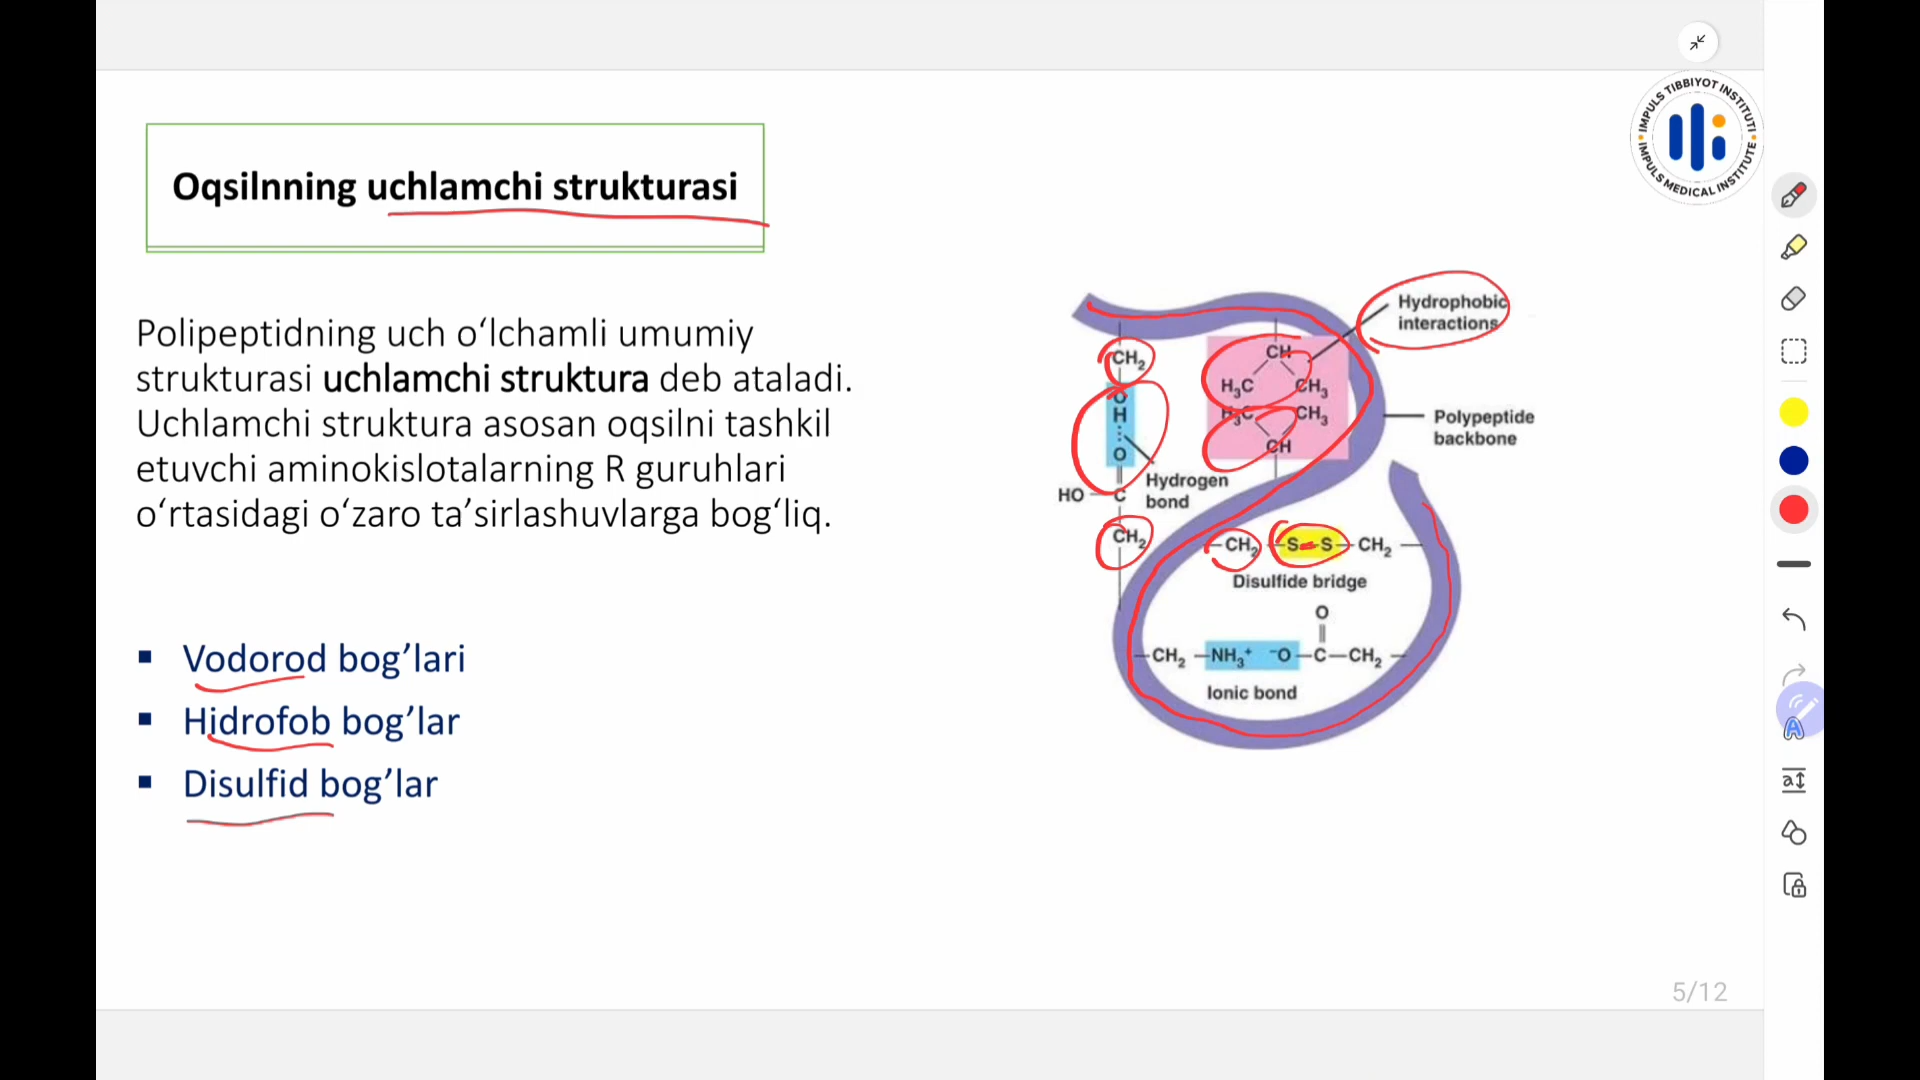 IMPULS TIBBIYOT INSTITUTI
IMPULS MEDICAL INSTITUTE
Oqsilnning uchlamchi strukturasi
Polipeptidning uch o‘lchamli umumiy
strukturasi uchlamchi struktura deb ataladi.
Uchlamchi struktura asosan oqsilni tashkil
etuvchi aminokislotalarning R guruhlari
o‘rtasidagi o‘zaro ta’sirlashuvlarga bog‘liq.
▪ Vodorod bog’lari
▪ Hidrofob bog’lar
▪ Disulfid bog’lar
Hydrophobic
interactions
CH₂
CH
H₃C CH₃
O
H
H₃C CH₃
CH
O
Polypeptide
backbone
Hydrogen
bond
HO – C
CH₂
–CH₂ –S–S–CH₂ –
Disulfide bridge
O
–CH₂ –NH₃⁺ ⁻O–C–CH₂ –
Ionic bond
5/12
A
a